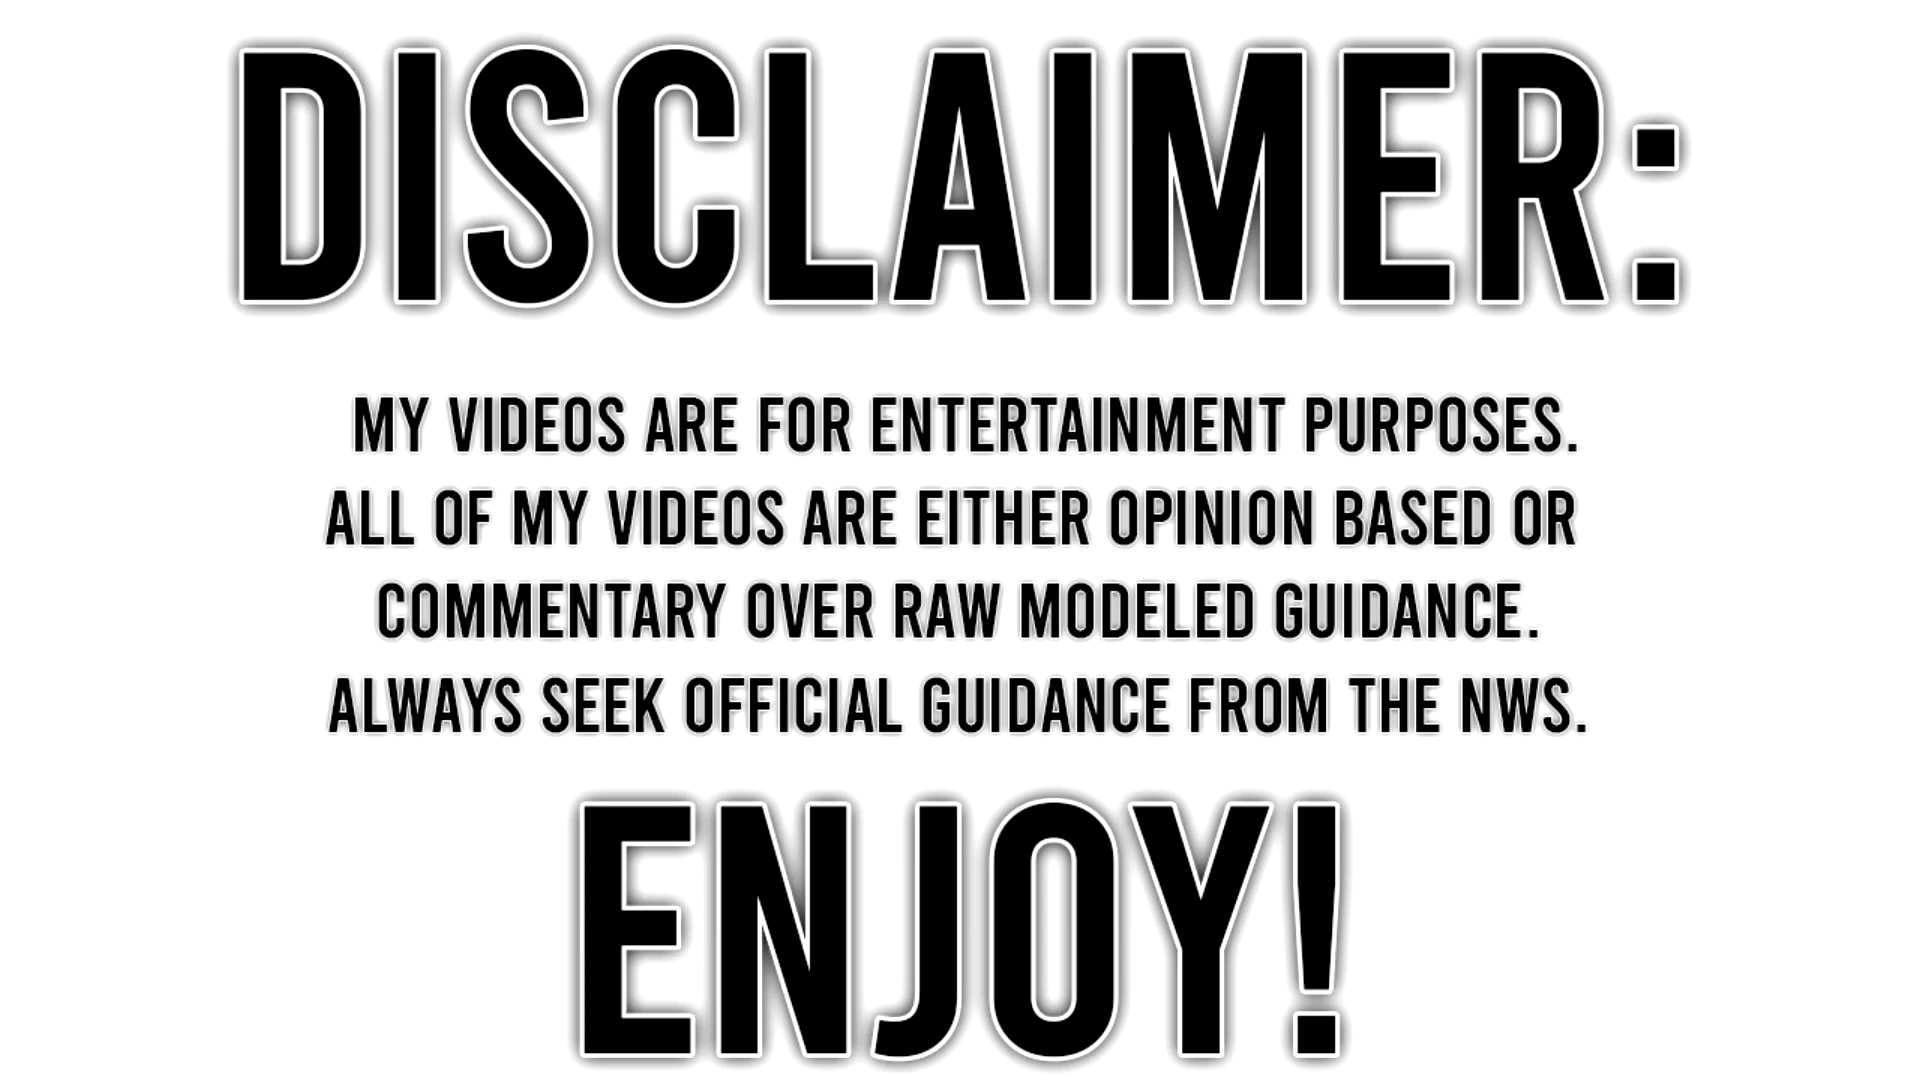 DISCLAIMER:
MY VIDEOS ARE FOR ENTERTAINMENT PURPOSES.
ALL OF MY VIDEOS ARE EITHER OPINION BASED OR
COMMENTARY OVER RAW MODELED GUIDANCE.
ALWAYS SEEK OFFICIAL GUIDANCE FROM THE NWS.
ENJOY!